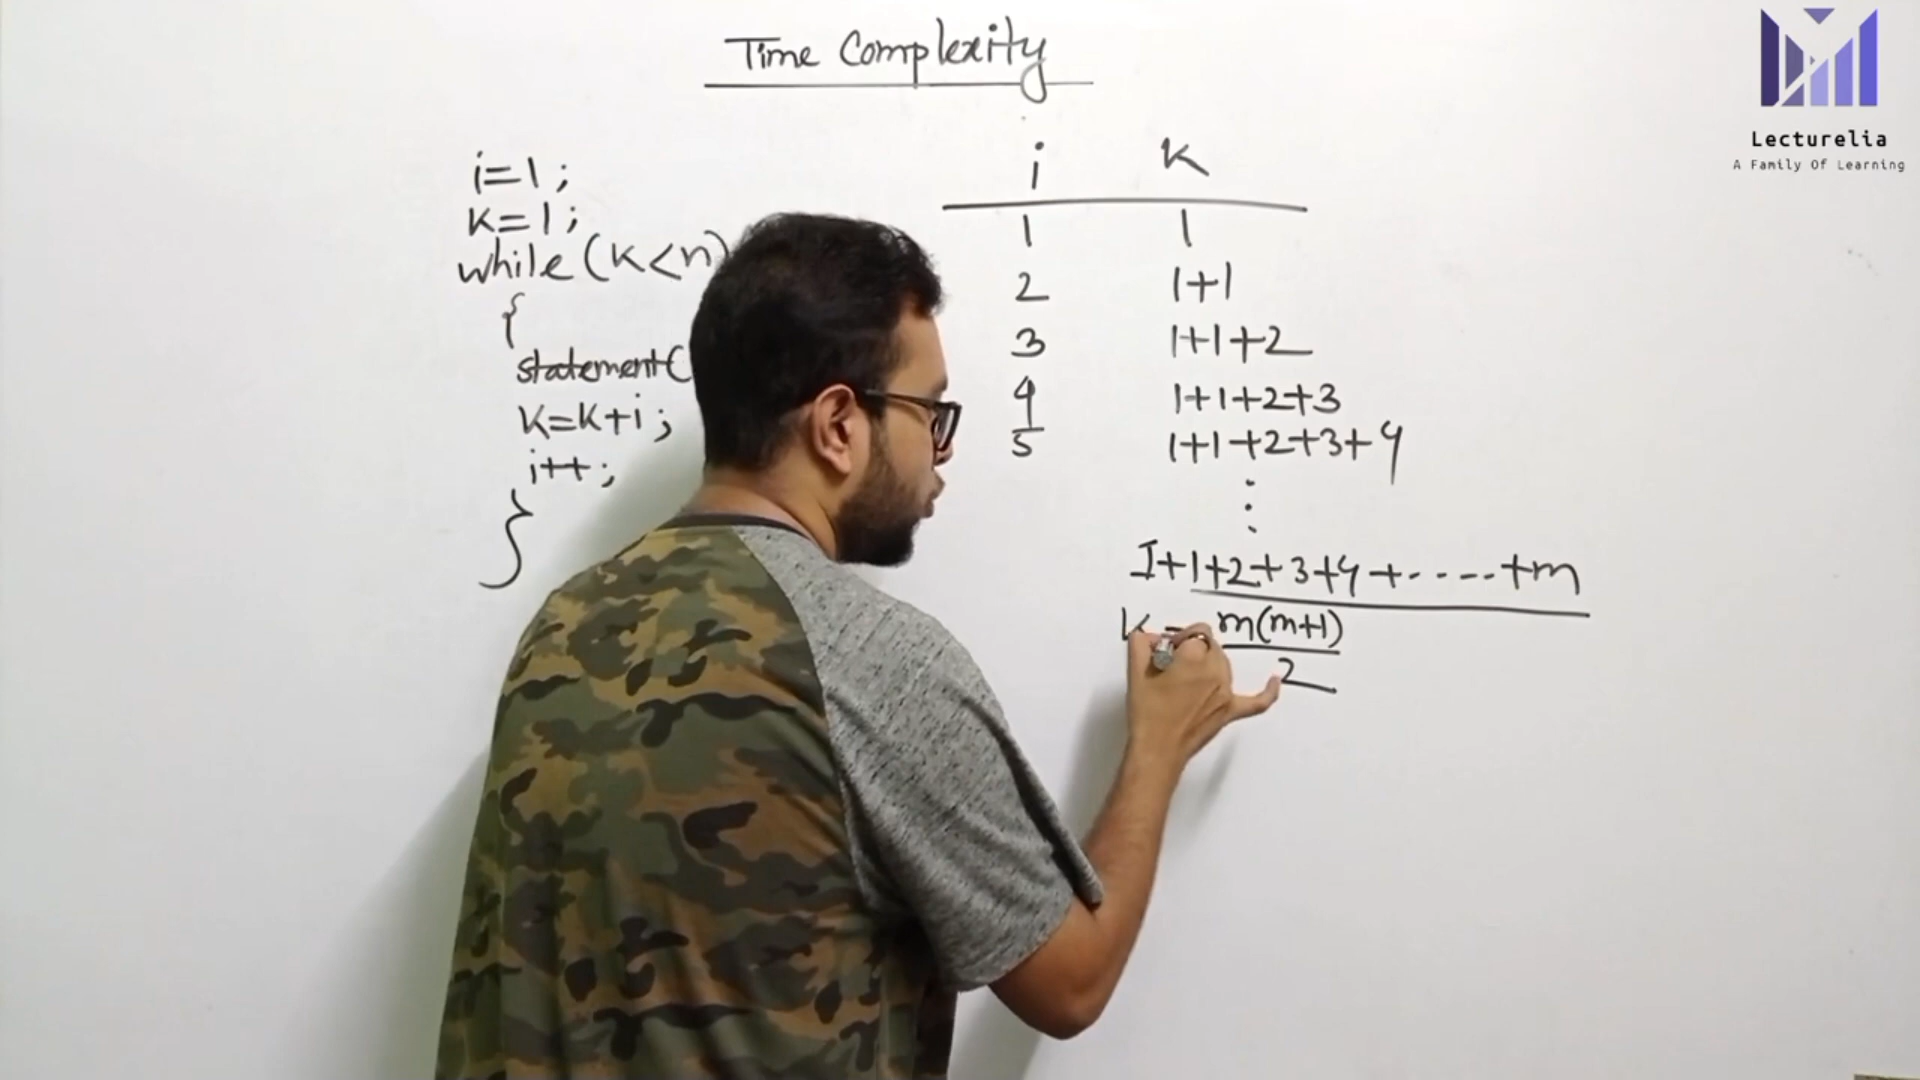 Time Complexity
i=1;
k=1;
while(k<n)
{
statement(
k=k+i;
i++;
}
i k
1 1
2 1+1
3 1+1+2
4 1+1+2+3
5 1+1+2+3+4
⋮
1+1+2+3+4+.....+m
k = m(m+1)
2
Lecturelia
A Family Of Learning